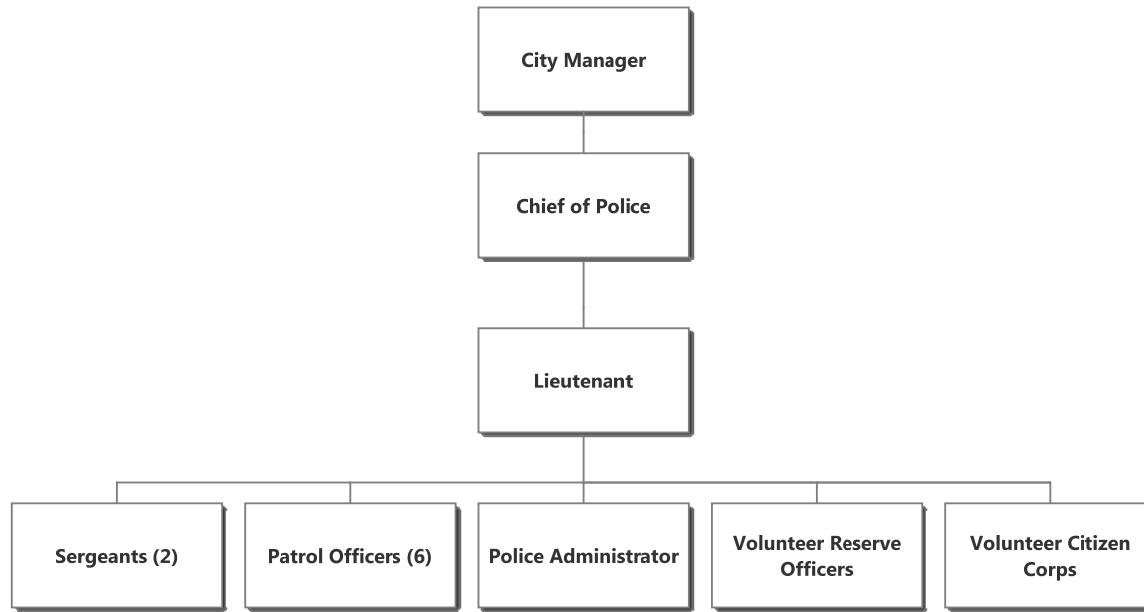 City Manager
Chief of Police
Lieutenant
Sergeants (2)
Patrol Officers (6)
Police Administrator
Volunteer Reserve
Officers
Volunteer Citizen
Corps